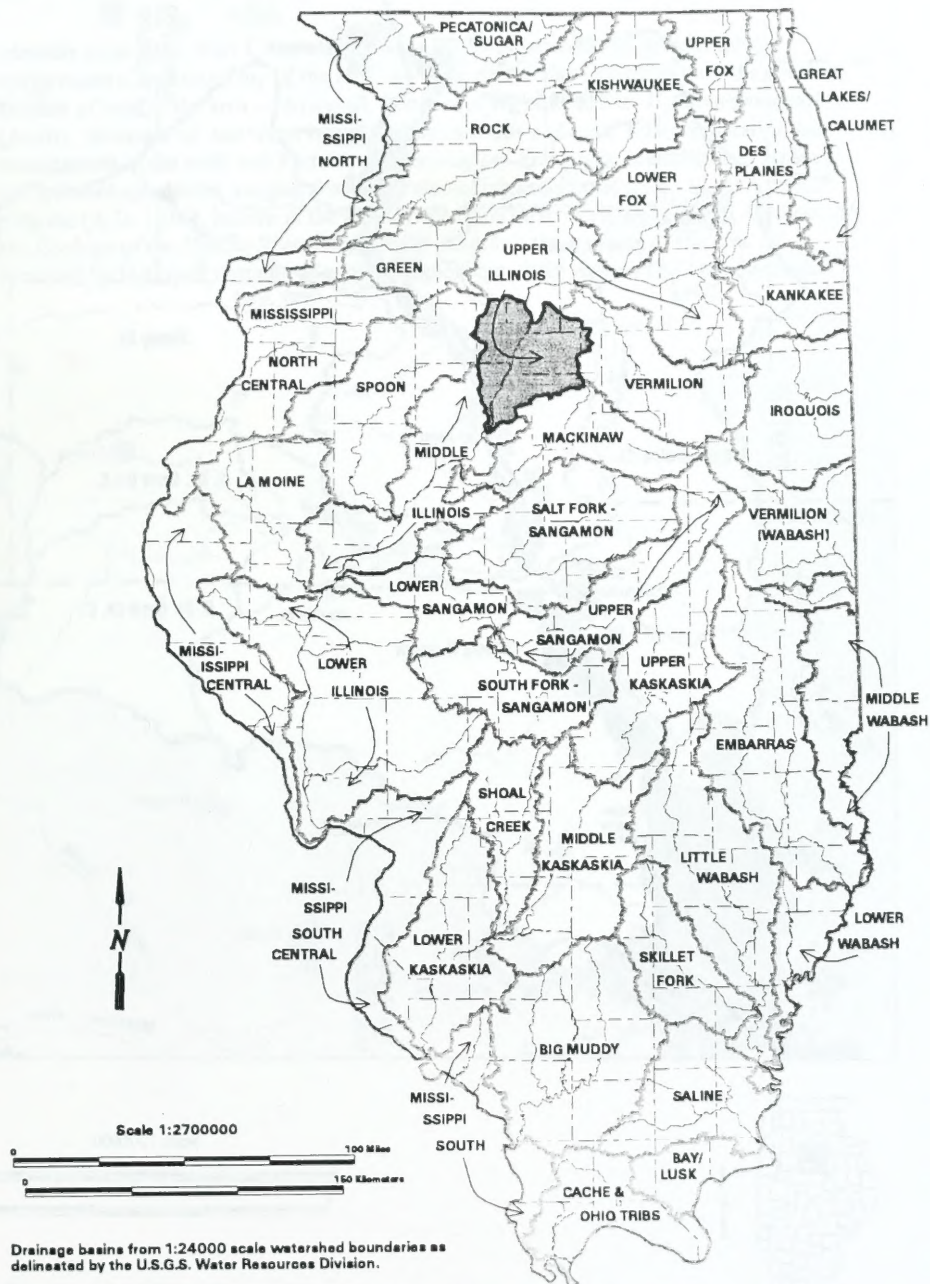 PECATONICA/
SUGAR
UPPER
FOX
KISHWAUKEE
GREAT
LAKES/
CALUMET
MISSI-
SSIPPI
NORTH
ROCK
DES
PLAINES
LOWER
FOX
UPPER
ILLINOIS
GREEN
KANKAKEE
MISSISSIPPI
NORTH
CENTRAL
SPOON
VERMILION
IROQUOIS
MIDDLE
ILLINOIS
MACKINAW
LA MOINE
SALT FORK -
SANGAMON
VERMILION
(WABASH)
LOWER
SANGAMON
UPPER
SANGAMON
MISSI-
ISSIPPI
CENTRAL
LOWER
ILLINOIS
SOUTH FORK -
SANGAMON
UPPER
KASKASKIA
MIDDLE
WABASH
EMBARRAS
SHOAL
CREEK
MIDDLE
KASKASKIA
LITTLE
WABASH
MISSI-
SSIPPI
SOUTH
CENTRAL
LOWER
KASKASKIA
LOWER
WABASH
SKILLET
FORK
N
BIG MUDDY
MISSI-
SSIPPI
SOUTH
SALINE
BAY/
LUSK
CACHE &
OHIO TRIBS
Scale 1:2700000
0 100 Miles
0 150 Kilometers
Drainage basins from 1:24000 scale watershed boundaries as
delineated by the U.S.G.S. Water Resources Division.